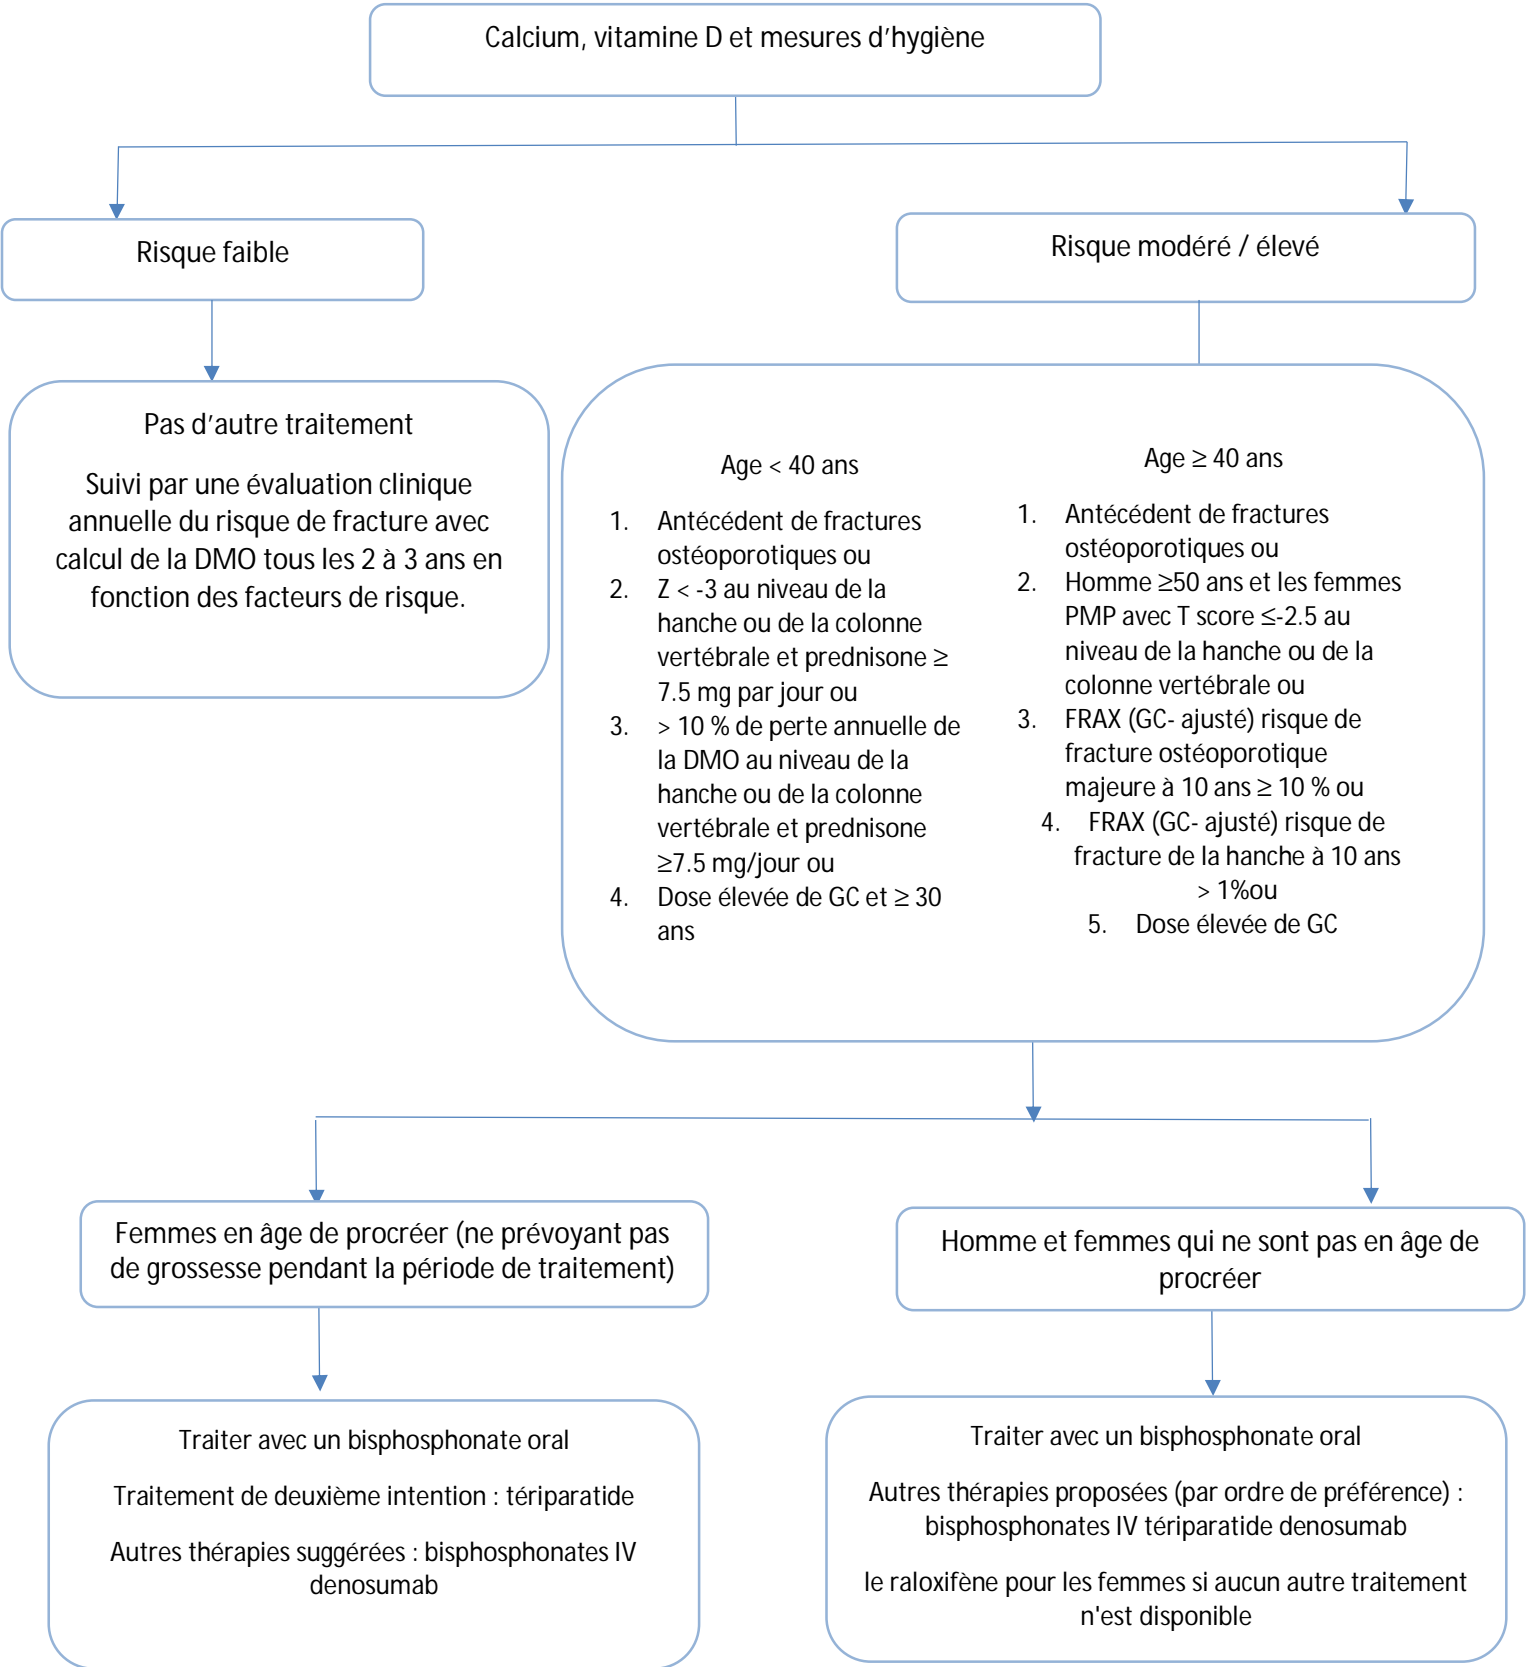 Calcium, vitamine D et mesures d’hygiène
Risque faible
Risque modéré / élevé
Pas d’autre traitement
Suivi par une évaluation clinique
annuelle du risque de fracture avec
calcul de la DMO tous les 2 à 3 ans en
fonction des facteurs de risque.
Age < 40 ans
1. Antécédent de fractures
ostéoporotiques ou
2. Z < -3 au niveau de la
hanche ou de la colonne
vertébrale et prednisone ≥
7.5 mg par jour ou
3. > 10 % de perte annuelle de
la DMO au niveau de la
hanche ou de la colonne
vertébrale et prednisone
≥7.5 mg/jour ou
4. Dose élevée de GC et ≥ 30
ans
Age ≥ 40 ans
1. Antécédent de fractures
ostéoporotiques ou
2. Homme ≥50 ans et les femmes
PMP avec T score ≤-2.5 au
niveau de la hanche ou de la
colonne vertébrale ou
3. FRAX (GC- ajusté) risque de
fracture ostéoporotique
majeure à 10 ans ≥ 10 % ou
4. FRAX (GC- ajusté) risque de
fracture de la hanche à 10 ans
> 1%ou
5. Dose élevée de GC
Femmes en âge de procréer (ne prévoyant pas
de grossesse pendant la période de traitement)
Homme et femmes qui ne sont pas en âge de
procréer
Traiter avec un bisphosphonate oral
Traitement de deuxième intention : tériparatide
Autres thérapies suggérées : bisphosphonates IV
denosumab
Traiter avec un bisphosphonate oral
Autres thérapies proposées (par ordre de préférence) :
bisphosphonates IV tériparatide denosumab
le raloxifène pour les femmes si aucun autre traitement
n'est disponible